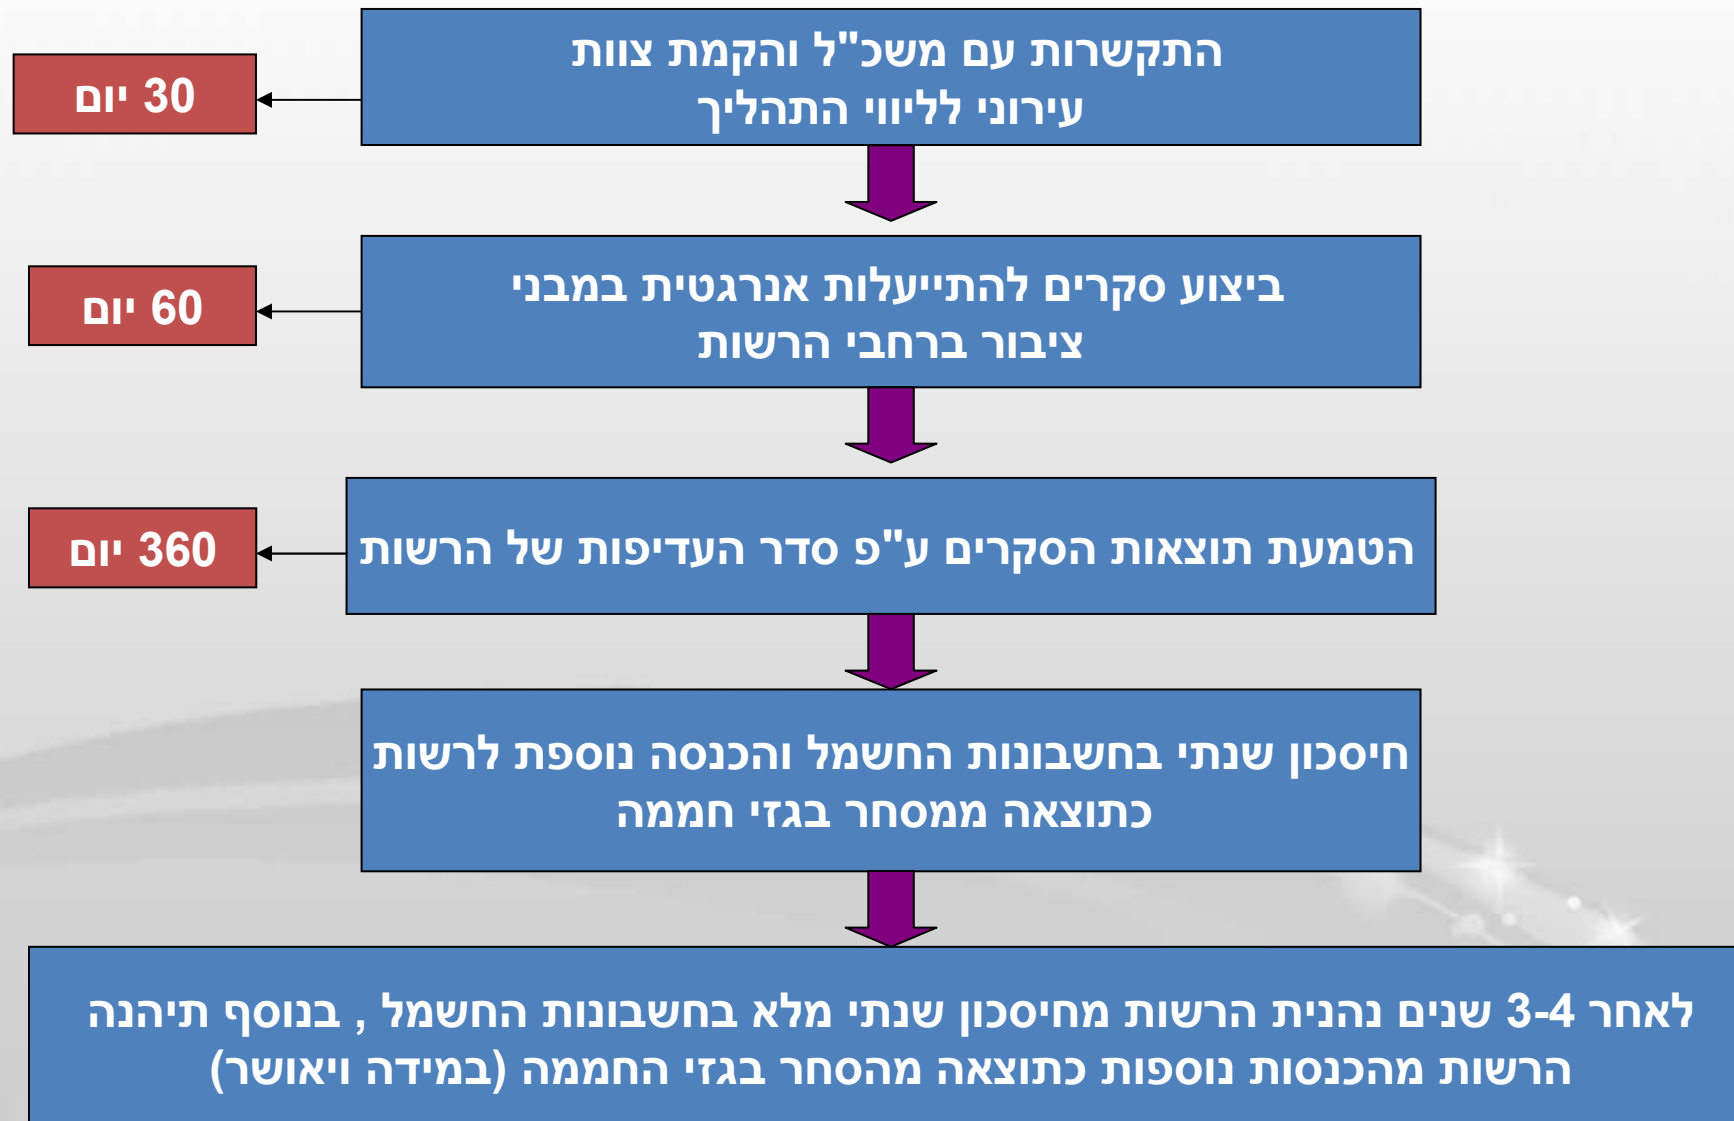 התקשרות עם משכ"ל והקמת צוות
עירוני לליווי התהליך
30 יום
ביצוע סקרים להתייעלות אנרגטית במבני
ציבור ברחבי הרשות
60 יום
הטמעת תוצאות הסקרים ע"פ סדר העדיפות של הרשות
360 יום
חיסכון שנתי בחשבונות החשמל והכנסה נוספת לרשות
כתוצאה ממסחר בגזי חממה
לאחר 3-4 שנים נהנית הרשות מחיסכון שנתי מלא בחשבונות החשמל , בנוסף תיהנה
הרשות מהכנסות נוספות כתוצאה מהסחר בגזי החממה (במידה ויאושר)